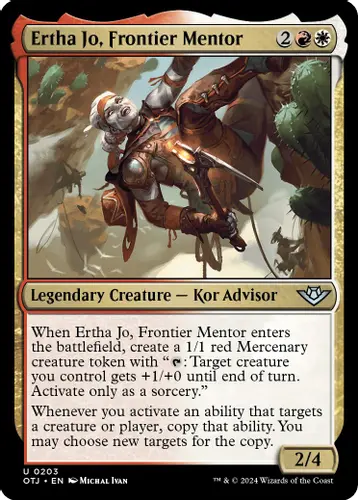 Ertha Jo, Frontier Mentor 2
Legendary Creature — Kor Advisor
When Ertha Jo, Frontier Mentor enters
the battlefield, create a 1/1 red Mercenary
creature token with “: Target creature
you control gets +1/+0 until end of turn.
Activate only as a sorcery.”
Whenever you activate an ability that targets
a creature or player, copy that ability. You
may choose new targets for the copy.
2/4
U 0203
OTJ • EN Michal Ivan
™ & © 2024 Wizards of the Coast